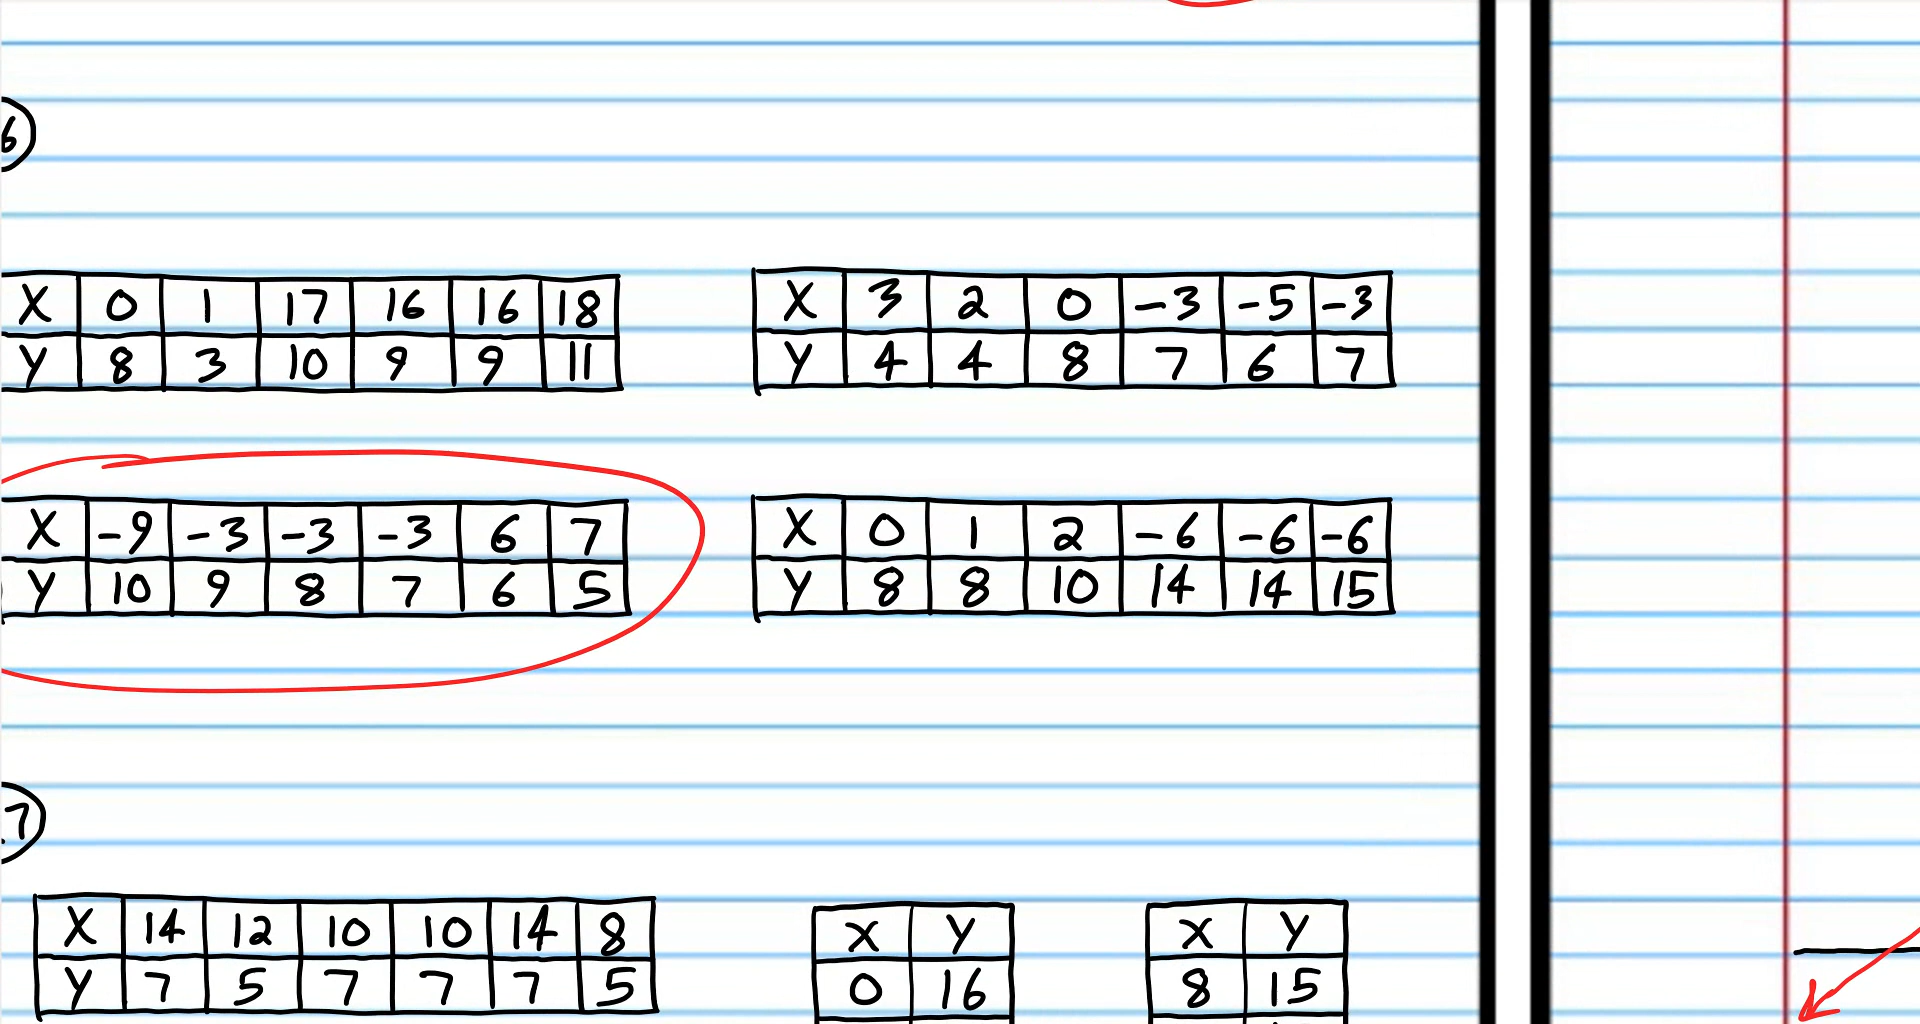 6
X 0 1 17 16 16 18
Y 8 3 10 9 9 11
X 3 2 0 -3 -5 -3
Y 4 4 8 7 6 7
X -9 -3 -3 -3 6 7
Y 10 9 8 7 6 5
X 0 1 2 -6 -6 -6
Y 8 8 10 14 14 15
7
X 14 12 10 10 14 8
Y 7 5 7 7 7 5
X Y
0 16
X Y
8 15